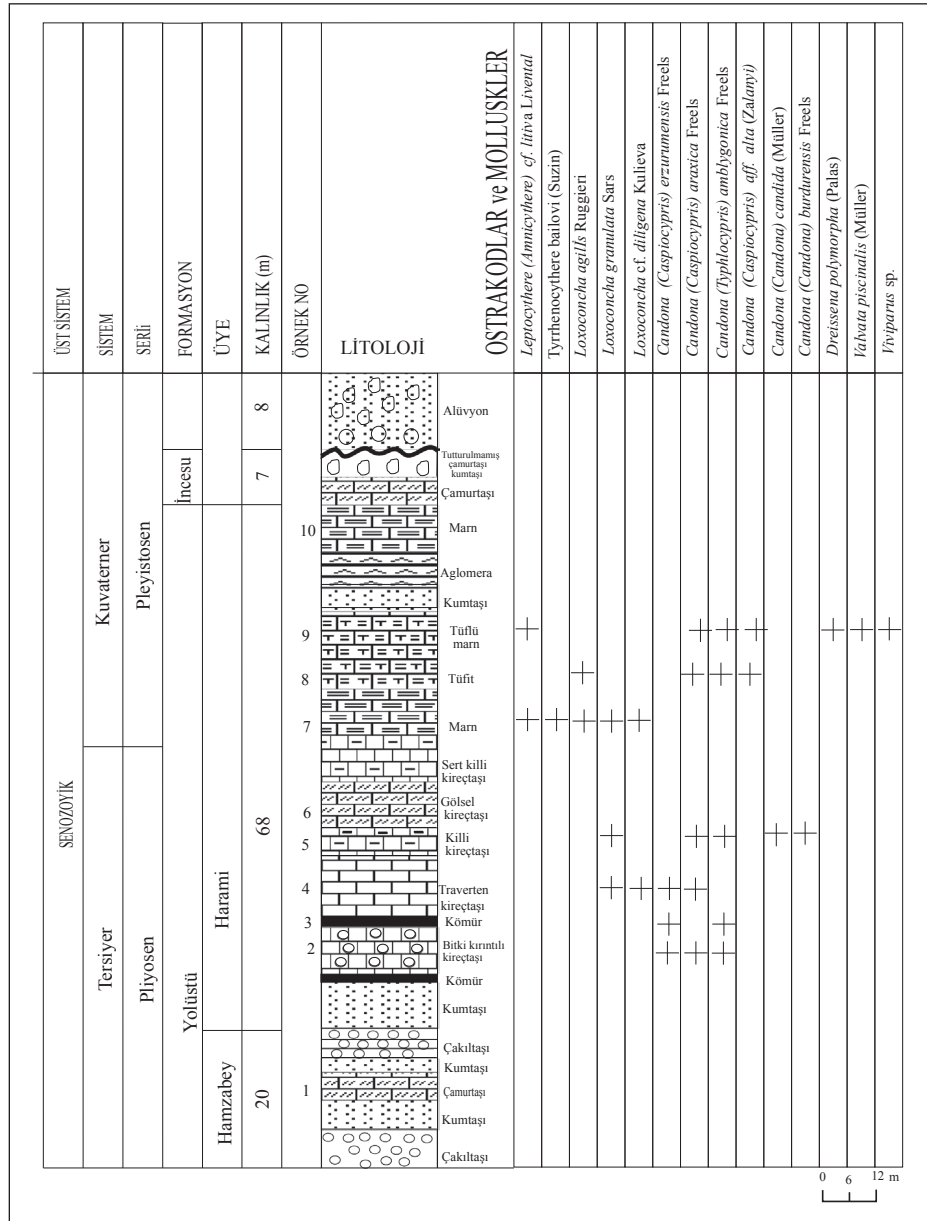 ÜST SİSTEM
SİSTEM
SERİi
FORMASYON
ÜYE
KALINLIK (m)
ÖRNEK NO
LİTOLOJİ
OSTRAKODLAR ve MOLLUSKLER
Leptocythere (Amnicythere) cf. litiva Livental
Tyrrhenocythere bailovi (Suzin)
Loxoconcha agills Ruggieri
Loxoconcha granulata Sars
Loxoconcha cf. diligena Kulieva
Candona (Caspiocypris) erzurumensis Freels
Candona (Caspiocypris) araxica Freels
Candona (Typhlocypris) amblygonica Freels
Candona (Caspiocypris) aff. alta (Zalanyi)
Candona (Candona) candida (Müller)
Candona (Candona) burdurensis Freels
Dreissena polymorpha (Palas)
Valvata piscinalis (Müller)
Viviparus sp.
SENOZOYİK
Kuvaterner
Tersiyer
Pleyistosen
Pliyosen
İncesu
Yolüstü
Harami
Hamzabey
8
7
68
20
10
9
8
7
6
5
4
3
2
1
Alüvyon
Tutturulmamış
çamurtaşı
kumtaşı
Çamurtaşı
Marn
Aglomera
Kumtaşı
Tüflü
marn
Tüfit
Marn
Sert killi
kireçtaşı
Gölsel
kireçtaşı
Killi
kireçtaşı
Traverten
kireçtaşı
Kömür
Bitki kırıntılı
kireçtaşı
Kömür
Kumtaşı
Çakıltaşı
Kumtaşı
Çamurtaşı
Kumtaşı
Çakıltaşı
0 6 12 m